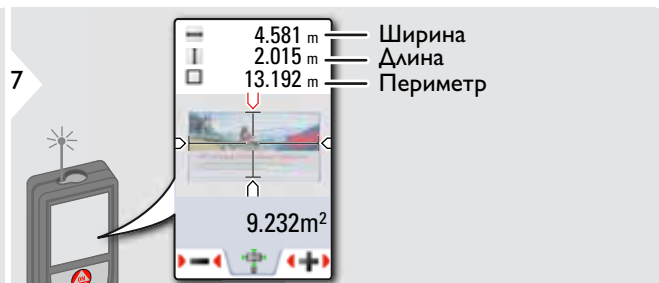 4.581 m Ширина
2.015 m Длина
7
13.192 m Периметр
9.232m²